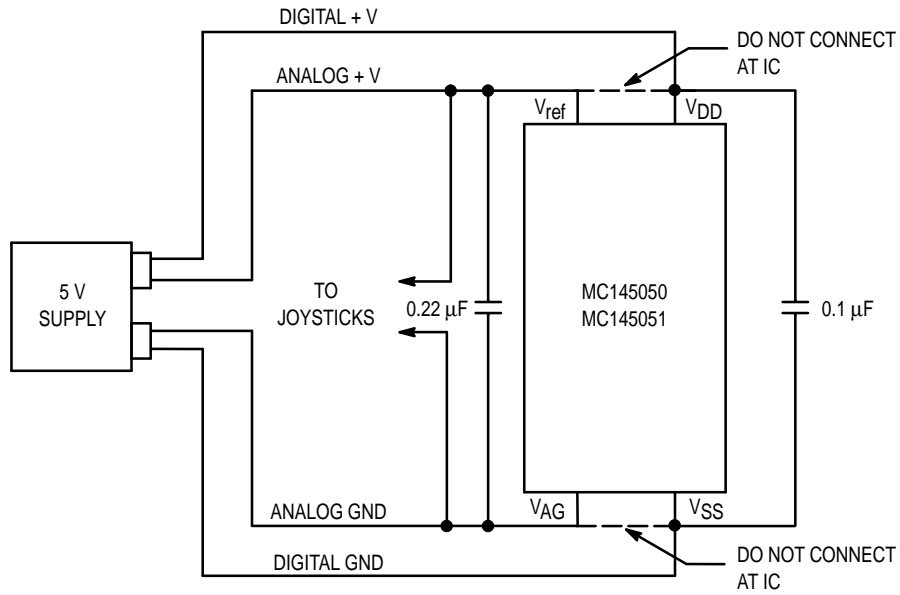 DIGITAL + V
DO NOT CONNECT
AT IC
ANALOG + V
Vref
VDD
5 V
SUPPLY
TO
JOYSTICKS
0.22 μF
MC145050
MC145051
0.1 μF
ANALOG GND
VAG
VSS
DIGITAL GND
DO NOT CONNECT
AT IC